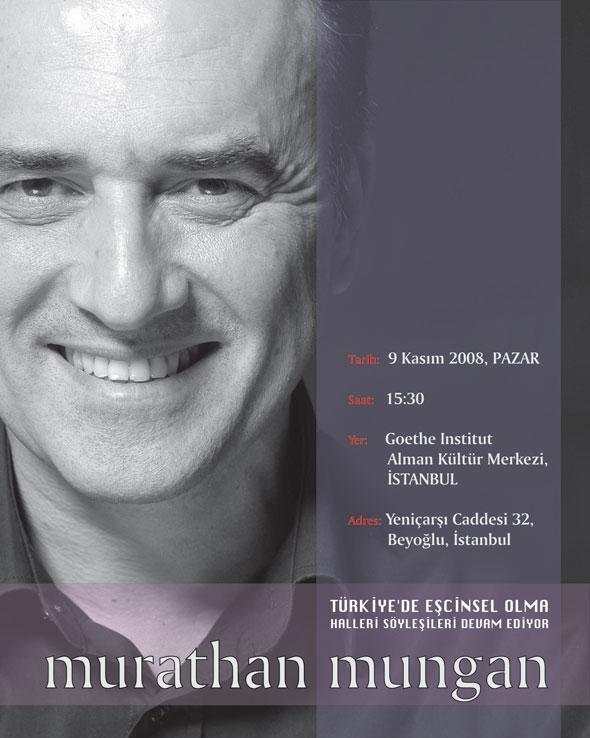 Tarih: 9 Kasım 2008, PAZAR
Saat: 15:30
Yer: Goethe Institut
Alman Kültür Merkezi,
İSTANBUL
Adres: Yeniçarşı Caddesi 32,
Beyoğlu, İstanbul
TÜRKİYE'DE EŞCİNSEL OLMA
HALLERİ SÖYLEŞİLERİ DEVAM EDİYOR
murathan mungan